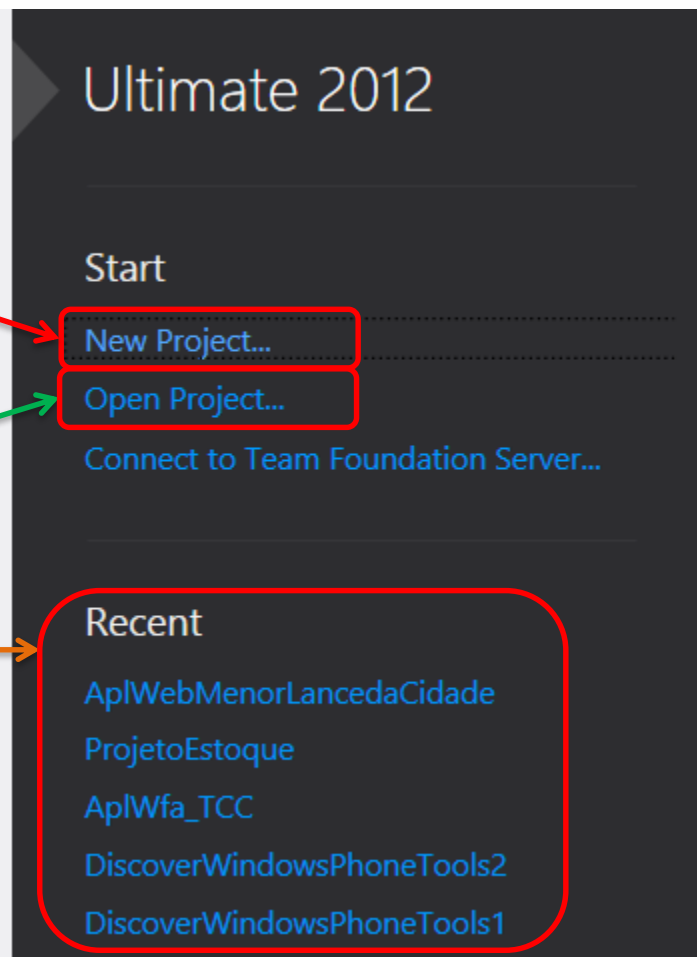 Ultimate 2012
Start
New Project...
Open Project...
Connect to Team Foundation Server...
Recent
AplWebMenorLancedaCidade
ProjetoEstoque
AplWfa_TCC
DiscoverWindowsPhoneTools2
DiscoverWindowsPhoneTools1